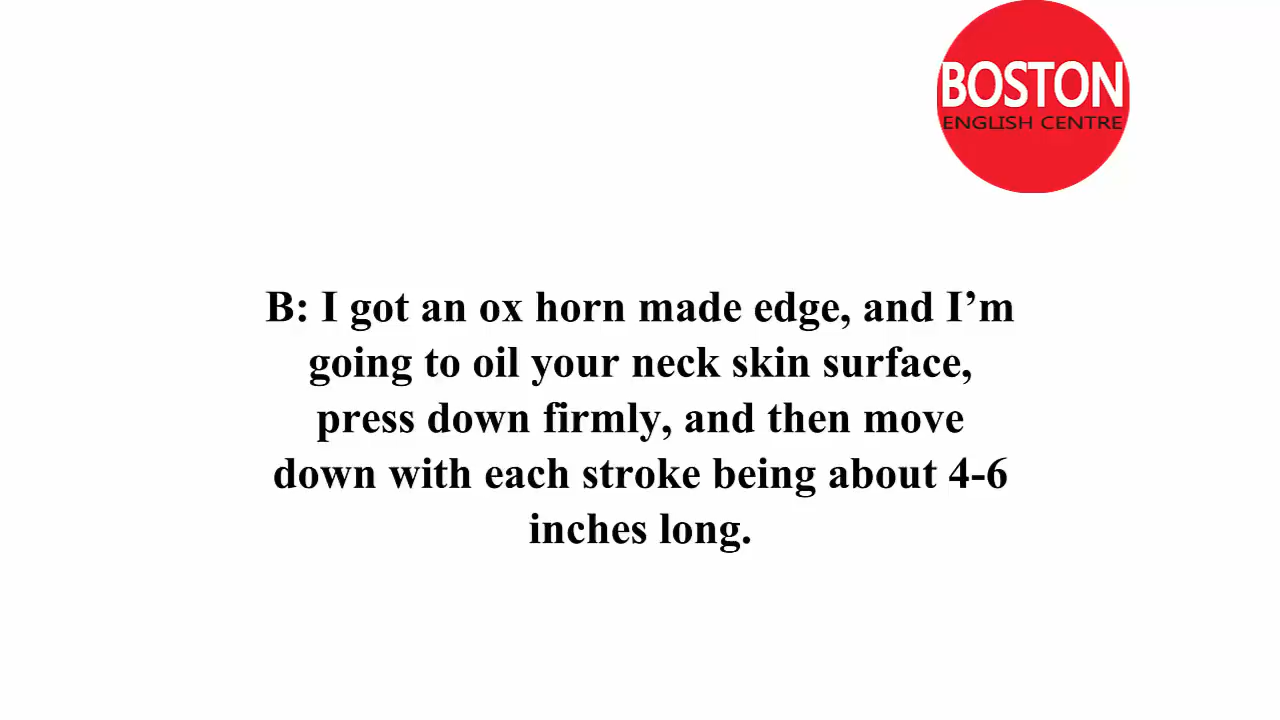 BOSTON
ENGLISH CENTRE
B: I got an ox horn made edge, and I’m
going to oil your neck skin surface,
press down firmly, and then move
down with each stroke being about 4-6
inches long.